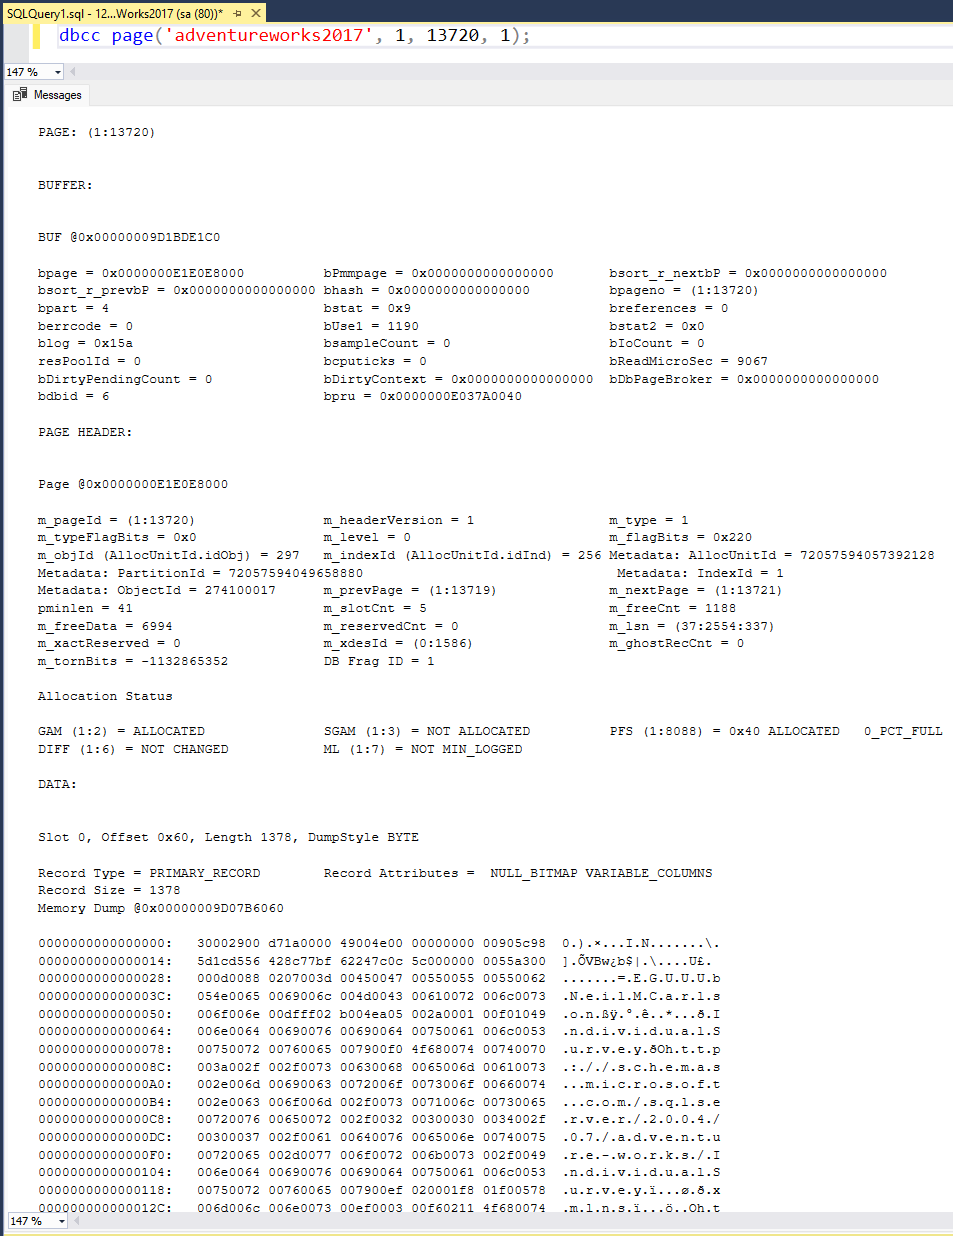 SQLQuery1.sql - 12...Works2017 (sa (80))*
dbcc page('adventureworks2017', 1, 13720, 1);
147 %
Messages
PAGE: (1:13720)
BUFFER:
BUF @0x00000009D1BDE1C0
bpage = 0x0000000E1E0E8000 bPmmpage = 0x0000000000000000 bsort_r_nextbP = 0x0000000000000000
bsort_r_prevbP = 0x0000000000000000 bhash = 0x0000000000000000 bpageno = (1:13720)
bpart = 4 bstat = 0x9 breferences = 0
berrcode = 0 bUse1 = 1190 bstat2 = 0x0
blog = 0x15a bsampleCount = 0 bIoCount = 0
resPoolId = 0 bcputicks = 0 bReadMicroSec = 9067
bDirtyPendingCount = 0 bDirtyContext = 0x0000000000000000 bDbPageBroker = 0x0000000000000000
bdbid = 6 bpru = 0x0000000E037A0040
PAGE HEADER:
Page @0x0000000E1E0E8000
m_pageId = (1:13720) m_headerVersion = 1 m_type = 1
m_typeFlagBits = 0x0 m_level = 0 m_flagBits = 0x220
m_objId (AllocUnitId.idObj) = 297 m_indexId (AllocUnitId.idInd) = 256 Metadata: AllocUnitId = 72057594057392128
Metadata: PartitionId = 72057594049658880 Metadata: IndexId = 1
Metadata: ObjectId = 274100017 m_prevPage = (1:13719) m_nextPage = (1:13721)
pminlen = 41 m_slotCnt = 5 m_freeCnt = 1188
m_freeData = 6994 m_reservedCnt = 0 m_lsn = (37:2554:337)
m_xactReserved = 0 m_xdesId = (0:1586) m_ghostRecCnt = 0
m_tornBits = -1132865352 DB Frag ID = 1
Allocation Status
GAM (1:2) = ALLOCATED SGAM (1:3) = NOT ALLOCATED PFS (1:8088) = 0x40 ALLOCATED 0_PCT_FULL
DIFF (1:6) = NOT CHANGED ML (1:7) = NOT MIN_LOGGED
DATA:
Slot 0, Offset 0x60, Length 1378, DumpStyle BYTE
Record Type = PRIMARY_RECORD Record Attributes = NULL_BITMAP VARIABLE_COLUMNS
Record Size = 1378
Memory Dump @0x00000009D07B6060
0000000000000000: 30002900 d71a0000 49004e00 00000000 00905c98 0.).×...I.N.......\.
0000000000000014: 5d1cd556 428c77bf 62247c0c 5c000000 0055a300 ].ÕVBw¿b$|.\....U£.
0000000000000028: 000d0088 0207003d 00450047 00550055 00550062 .......=.E.G.U.U.U.b
000000000000003C: 054e0065 0069006c 004d0043 00610072 006c0073 .N.e.i.l.M.C.a.r.l.s
0000000000000050: 006f006e 00dfff02 b004ea05 002a0001 00f01049 .o.n.ßÿ.°.ê..*...ð.I
0000000000000064: 006e0064 00690076 00690064 00750061 006c0053 .n.d.i.v.i.d.u.a.l.S
0000000000000078: 00750072 00760065 007900f0 4f680074 00740070 .u.r.v.e.y.ðOh.t.t.p
000000000000008C: 003a002f 002f0073 00630068 0065006d 00610073 .:././.s.c.h.e.m.a.s
00000000000000A0: 002e006d 00690063 0072006f 0073006f 00660074 ...m.i.c.r.o.s.o.f.t
00000000000000B4: 002e0063 006f006d 002f0073 0071006c 00730065 ...c.o.m./.s.q.l.s.e
00000000000000C8: 00720076 00650072 002f0032 00300030 0034002f .r.v.e.r./.2.0.0.4./
00000000000000DC: 00300037 002f0061 00640076 0065006e 00740075 .0.7./.a.d.v.e.n.t.u
00000000000000F0: 00720065 002d0077 006f0072 006b0073 002f0049 .r.e.-.w.o.r.k.s./.I
0000000000000104: 006e0064 00690076 00690064 00750061 006c0053 .n.d.i.v.i.d.u.a.l.S
0000000000000118: 00750072 00760065 007900ef 020001f8 01f00578 .u.r.v.e.y.ï...ø.ð.x
000000000000012C: 006d006c 006e0073 00ef0003 00f60211 4f680074 .m.l.n.s.ï...ö..Oh.t
147 %